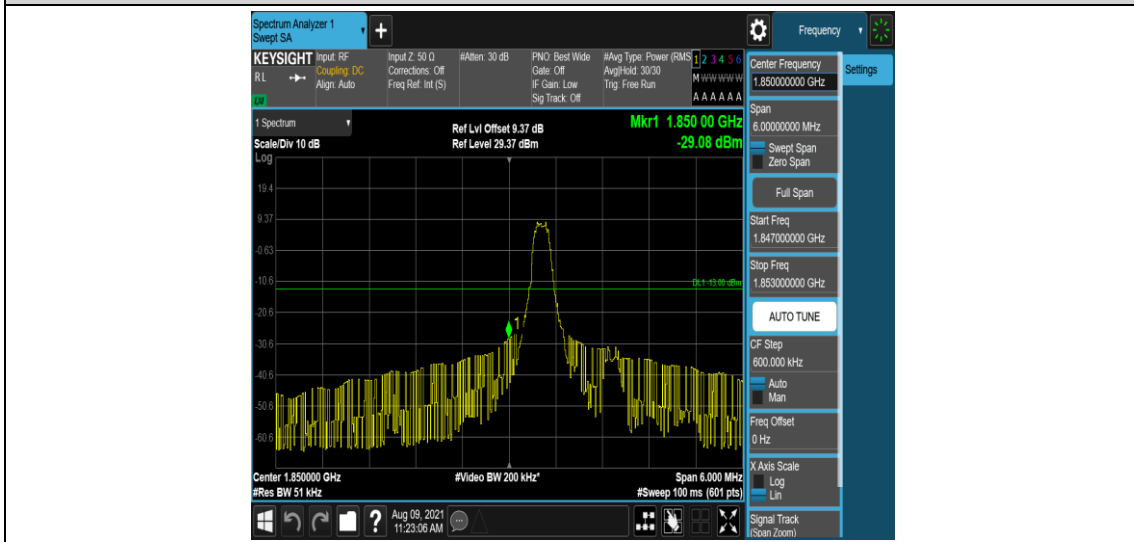 Spectrum Analyzer 1
Swept SA
+
Frequency
KEYSIGHT
RL
LXI
Input: RF
Coupling: DC
Align: Auto
Input Z: 50 Ω
Corrections: Off
Freq Ref: Int (S)
#Atten: 30 dB
PNO: Best Wide
Gate: Off
IF Gain: Low
Sig Track: Off
#Avg Type: Power (RMS
Avg|Hold: 30/30
Trig: Free Run
1 2 3 4 5 6
M W W W W W
A A A A A A
1 Spectrum
Scale/Div 10 dB
Log
Ref Lvl Offset 9.37 dB
Ref Level 29.37 dBm
Mkr1 1.850 00 GHz
-29.08 dBm
19.4
9.37
-0.63
-10.6
-20.6
-30.6
-40.6
-50.6
-60.6
DL1 -13.00 dBm
1
Center 1.850000 GHz
#Res BW 51 kHz
#Video BW 200 kHz*
Span 6.000 MHz
#Sweep 100 ms (601 pts)
Center Frequency
1.850000000 GHz
Settings
Span
6.00000000 MHz
Swept Span
Zero Span
Full Span
Start Freq
1.847000000 GHz
Stop Freq
1.853000000 GHz
AUTO TUNE
CF Step
600.000 kHz
Auto
Man
Freq Offset
0 Hz
X Axis Scale
Log
Lin
Signal Track
(Span Zoom)
?
Aug 09, 2021
11:23:06 AM